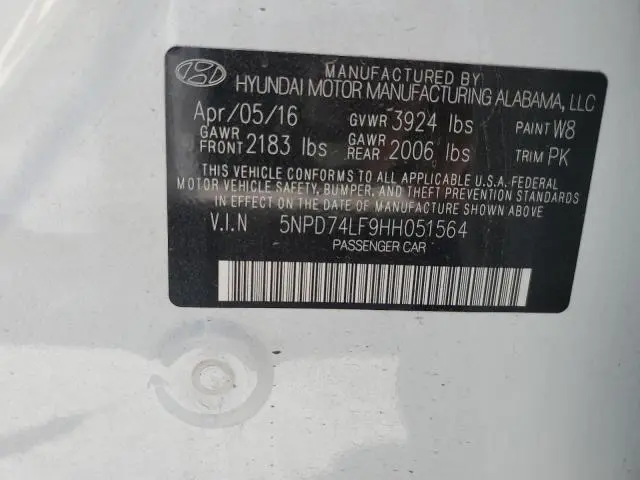 MANUFACTURED BY
HYUNDAI MOTOR MANUFACTURING ALABAMA, LLC
Apr/05/16 GVWR 3924 lbs PAINT W8
GAWR FRONT 2183 lbs GAWR REAR 2006 lbs TRIM PK
THIS VEHICLE CONFORMS TO ALL APPLICABLE U.S.A. FEDERAL
MOTOR VEHICLE SAFETY, BUMPER, AND THEFT PREVENTION STANDARDS
IN EFFECT ON THE DATE OF MANUFACTURE SHOWN ABOVE.
V.I.N 5NPD74LF9HH051564
PASSENGER CAR